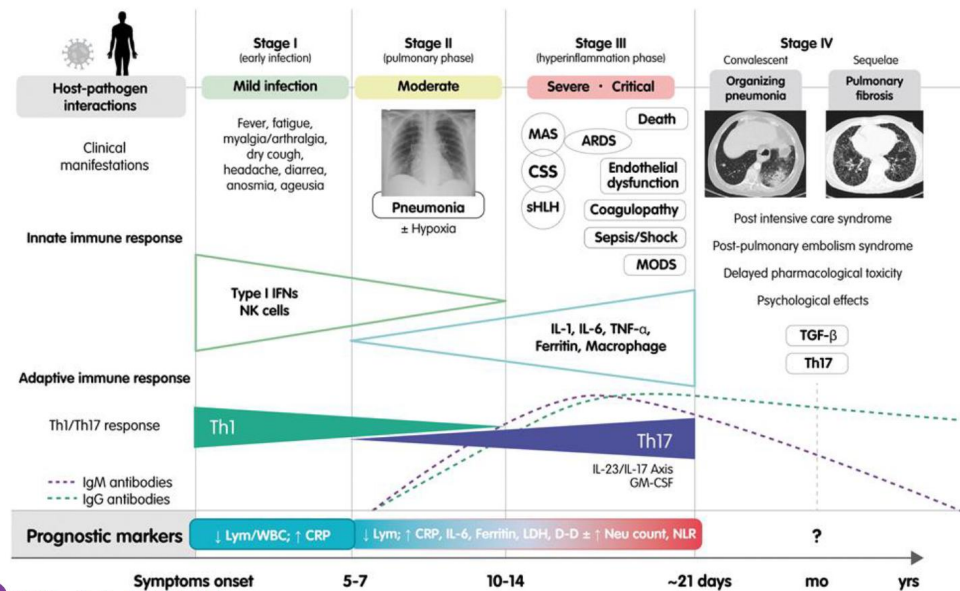 Stage I
(early infection)
Stage II
(pulmonary phase)
Stage III
(hyperinflammation phase)
Stage IV
Convalescent
Sequelae
Host-pathogen
interactions
Mild infection
Moderate
Severe · Critical
Organizing
pneumonia
Pulmonary
fibrosis
Clinical
manifestations
Fever, fatigue,
myalgia/arthralgia,
dry cough,
headache, diarrea,
anosmia, ageusia
Pneumonia
± Hypoxia
MAS
CSS
sHLH
ARDS
Death
Endothelial
dysfunction
Coagulopathy
Sepsis/Shock
MODS
Post intensive care syndrome
Post-pulmonary embolism syndrome
Delayed pharmacological toxicity
Psychological effects
TGF-β
Th17
Innate immune response
Type I IFNs
NK cells
IL-1, IL-6, TNF-α,
Ferritin, Macrophage
Adaptive immune response
Th1/Th17 response
Th1
Th17
IL-23/IL-17 Axis
GM-CSF
IgM antibodies
IgG antibodies
Prognostic markers
↓ Lym/WBC; ↑ CRP
↓ Lym; ↑ CRP, IL-6, Ferritin, LDH, D-D ± ↑ Neu count, NLR
?
Symptoms onset
5-7
10-14
~21 days
mo
yrs